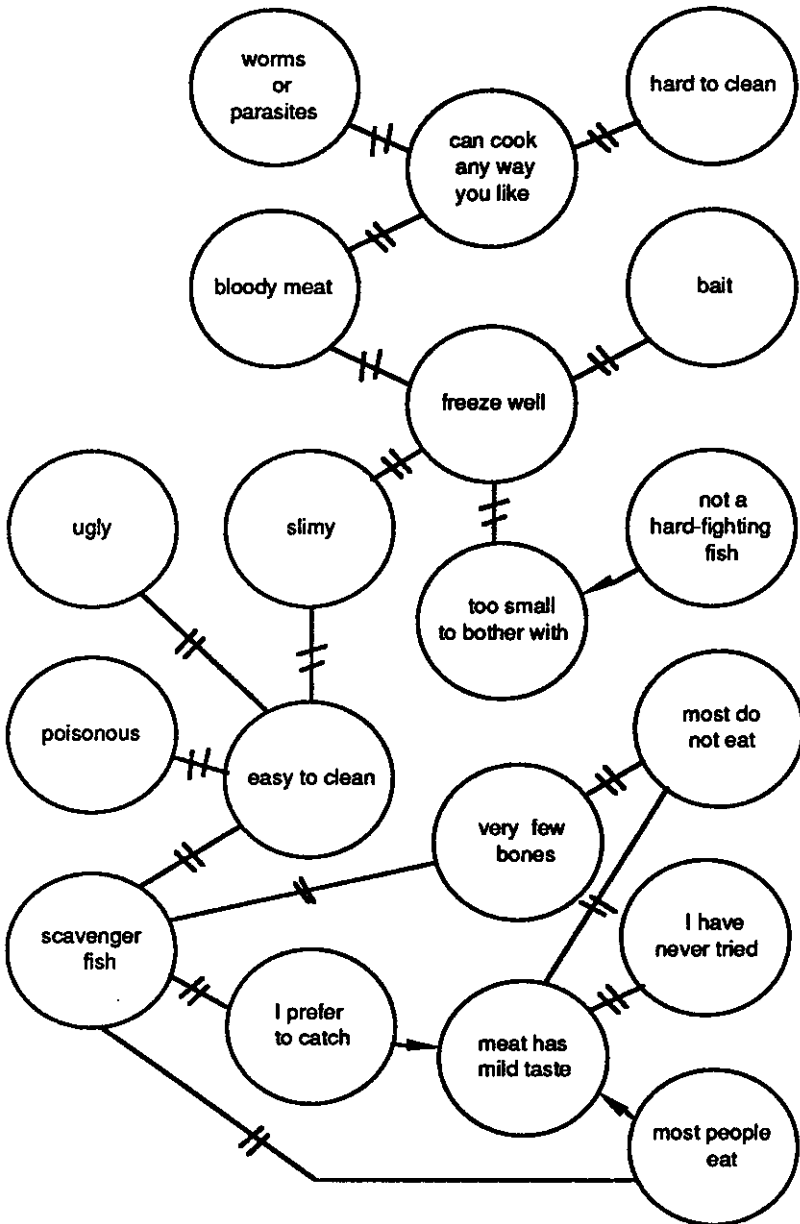 worms
or
parasites
hard to clean
can cook
any way
you like
bloody meat
bait
freeze well
ugly
slimy
not a
hard-fighting
fish
too small
to bother with
poisonous
most do
not eat
easy to clean
very few
bones
scavenger
fish
I have
never tried
I prefer
to catch
meat has
mild taste
most people
eat